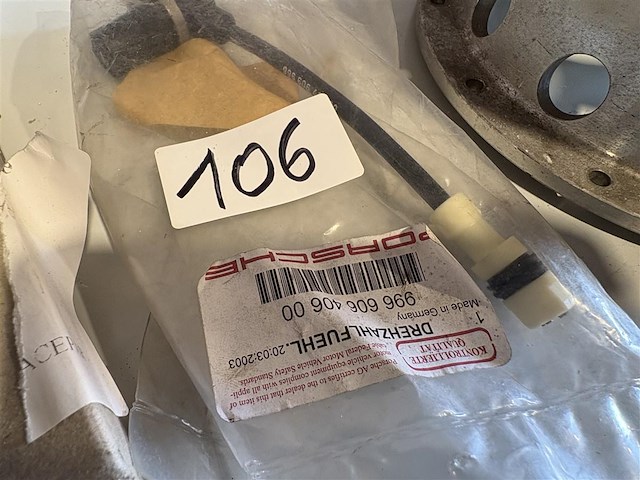 106
PORSCHE
996 606 406 00
Made in Germany
1
DREHZAHLFUEHL. 20:03:2003
KONTROLLIERTE
QUALITÄT
Porsche AG certifies to the dealer that this item of
motor vehicle equipment complies with all appli-
cable Federal Motor Vehicle Safety Standards.
ACER